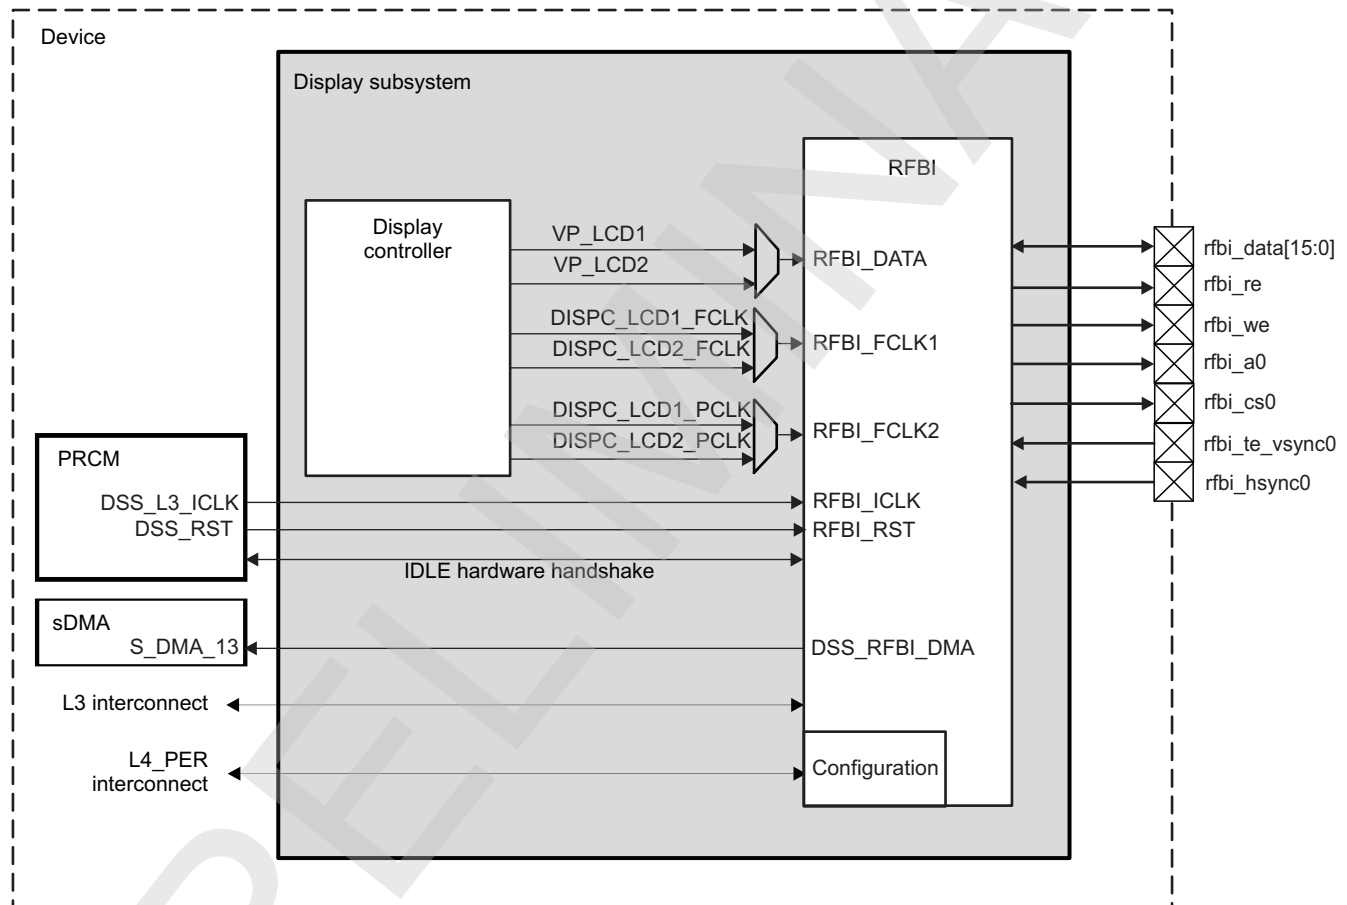 Device
Display subsystem
RFBI
Display
controller
VP_LCD1
VP_LCD2
DISPC_LCD1_FCLK
DISPC_LCD2_FCLK
DISPC_LCD1_PCLK
DISPC_LCD2_PCLK
RFBI_DATA
RFBI_FCLK1
RFBI_FCLK2
RFBI_ICLK
RFBI_RST
DSS_RFBI_DMA
Configuration
rfbi_data[15:0]
rfbi_re
rfbi_we
rfbi_a0
rfbi_cs0
rfbi_te_vsync0
rfbi_hsync0
PRCM
DSS_L3_ICLK
DSS_RST
IDLE hardware handshake
sDMA
S_DMA_13
L3 interconnect
L4_PER
interconnect
PRELIMINA